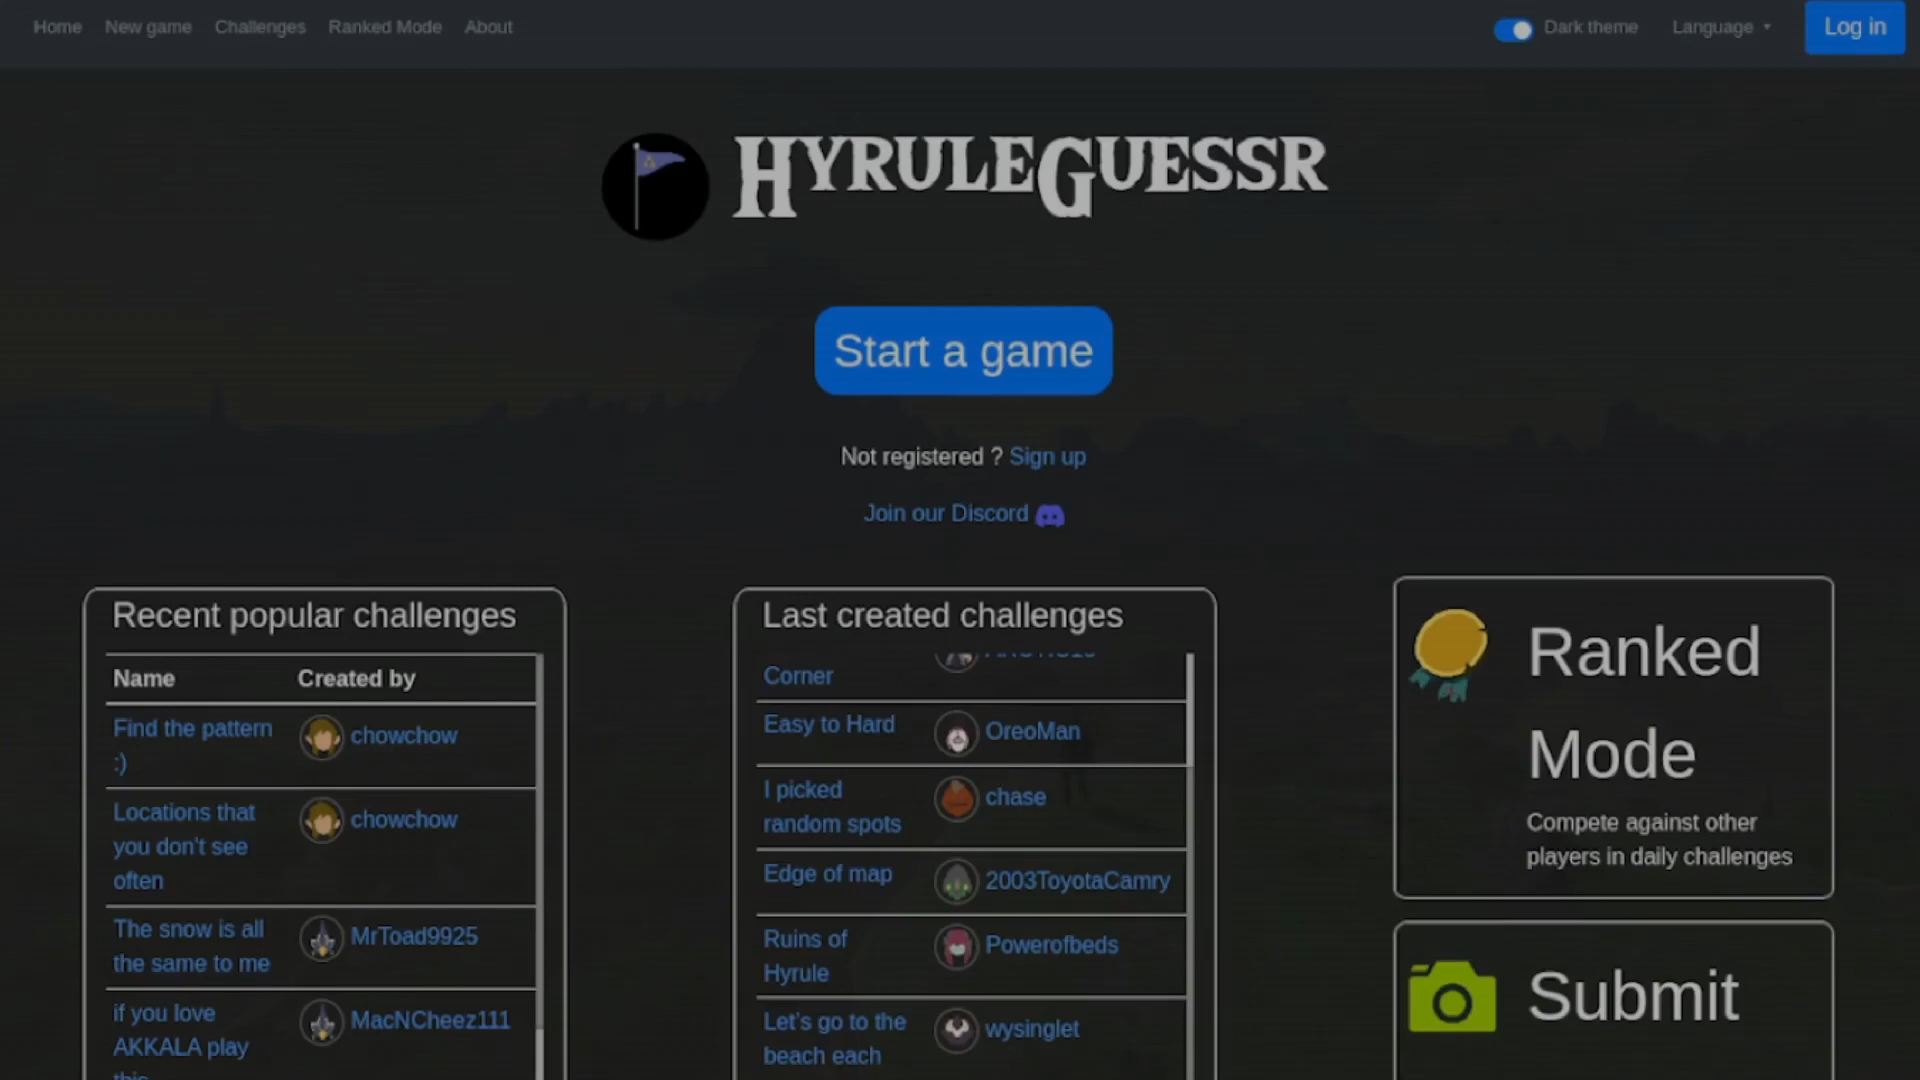 Home New game Challenges Ranked Mode About Dark theme Language Log in
HYRULEGUESSR
Start a game
Not registered ? Sign up
Join our Discord
Recent popular challenges
Name Created by
Find the pattern :)
chowchow
Locations that you don't see often
chowchow
The snow is all the same to me
MrToad9925
if you love AKKALA play
MacNCheez111
Last created challenges
Corner
Easy to Hard
OreoMan
I picked random spots
chase
Edge of map
2003ToyotaCamry
Ruins of Hyrule
Powerofbeds
Let's go to the beach each
wysinglet
Ranked
Mode
Compete against other
players in daily challenges
Submit